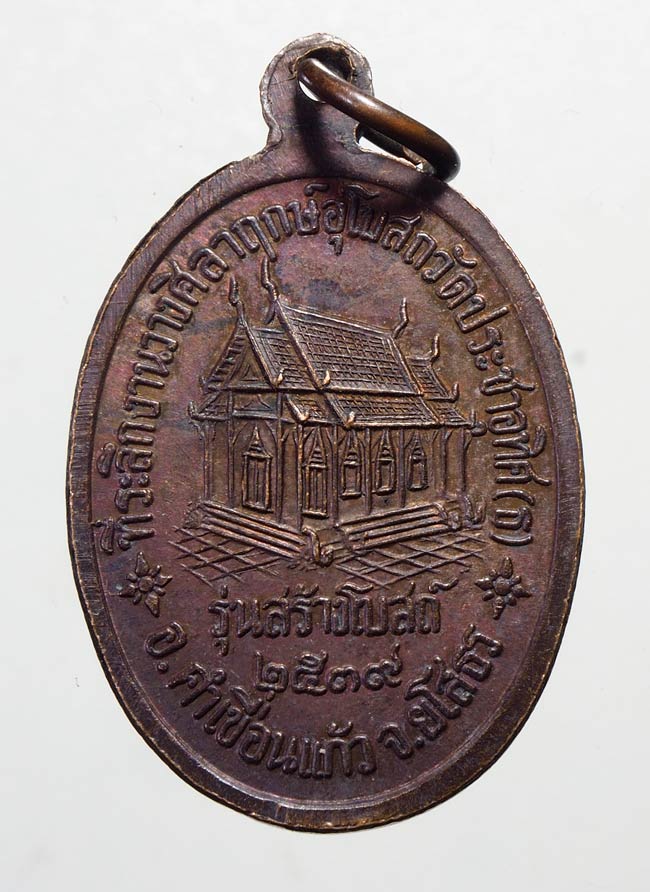 ที่ระลึกงานวางศิลาฤกษ์อุโบสถวัดประชาอุทิศ(ธ)
รุ่นสร้างโบสถ์
๒๕๓๙
อ.คำเขื่อนแก้ว จ.ยโสธร